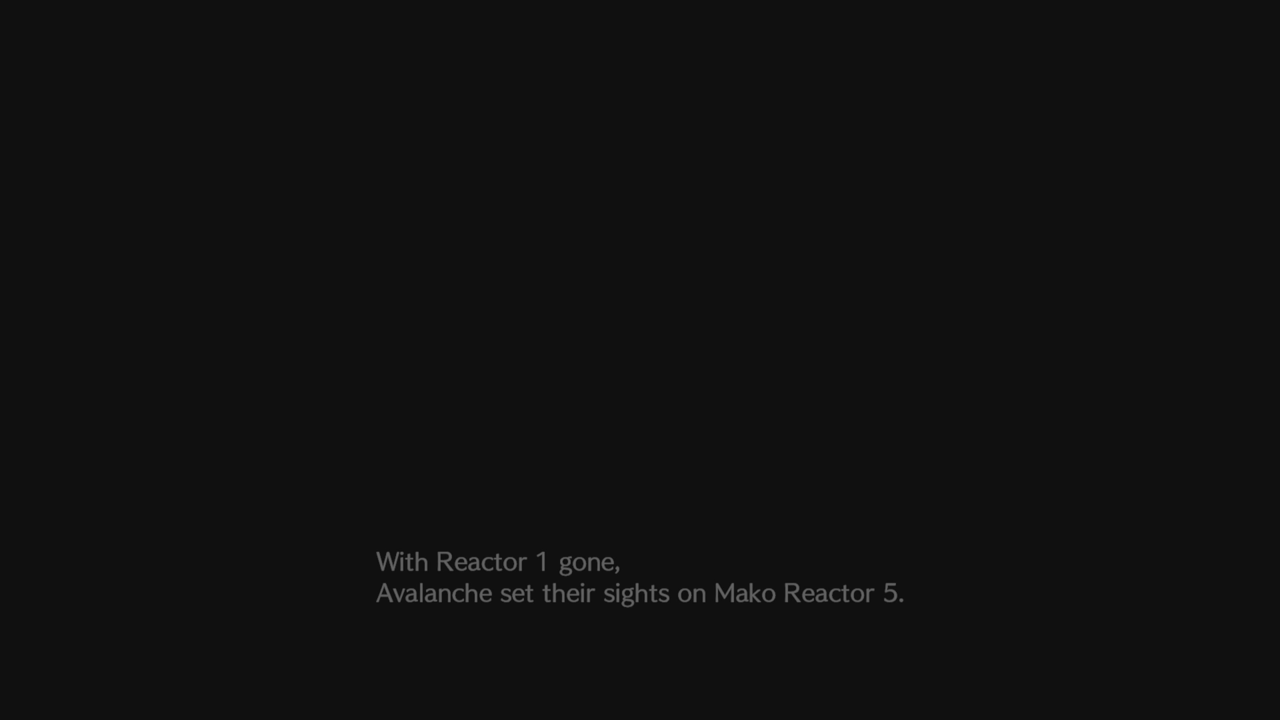 With Reactor 1 gone,
Avalanche set their sights on Mako Reactor 5.